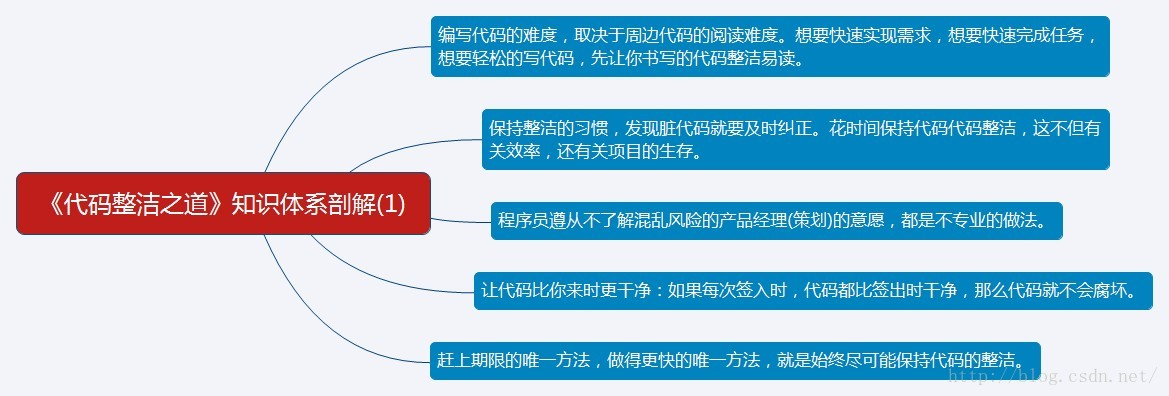 编写代码的难度，取决于周边代码的阅读难度。想要快速实现需求，想要快速完成任务，
想要轻松的写代码，先让你书写的代码整洁易读。
保持整洁的习惯，发现脏代码就要及时纠正。花时间保持代码代码整洁，这不但有
关效率，还有关项目的生存。
《代码整洁之道》知识体系剖解(1)
程序员遵从不了解混乱风险的产品经理(策划)的意愿，都是不专业的做法。
让代码比你来时更干净：如果每次签入时，代码都比签出时干净，那么代码就不会腐坏。
赶上期限的唯一方法，做得更快的唯一方法，就是始终尽可能保持代码的整洁。
http://blog.csdn.net/